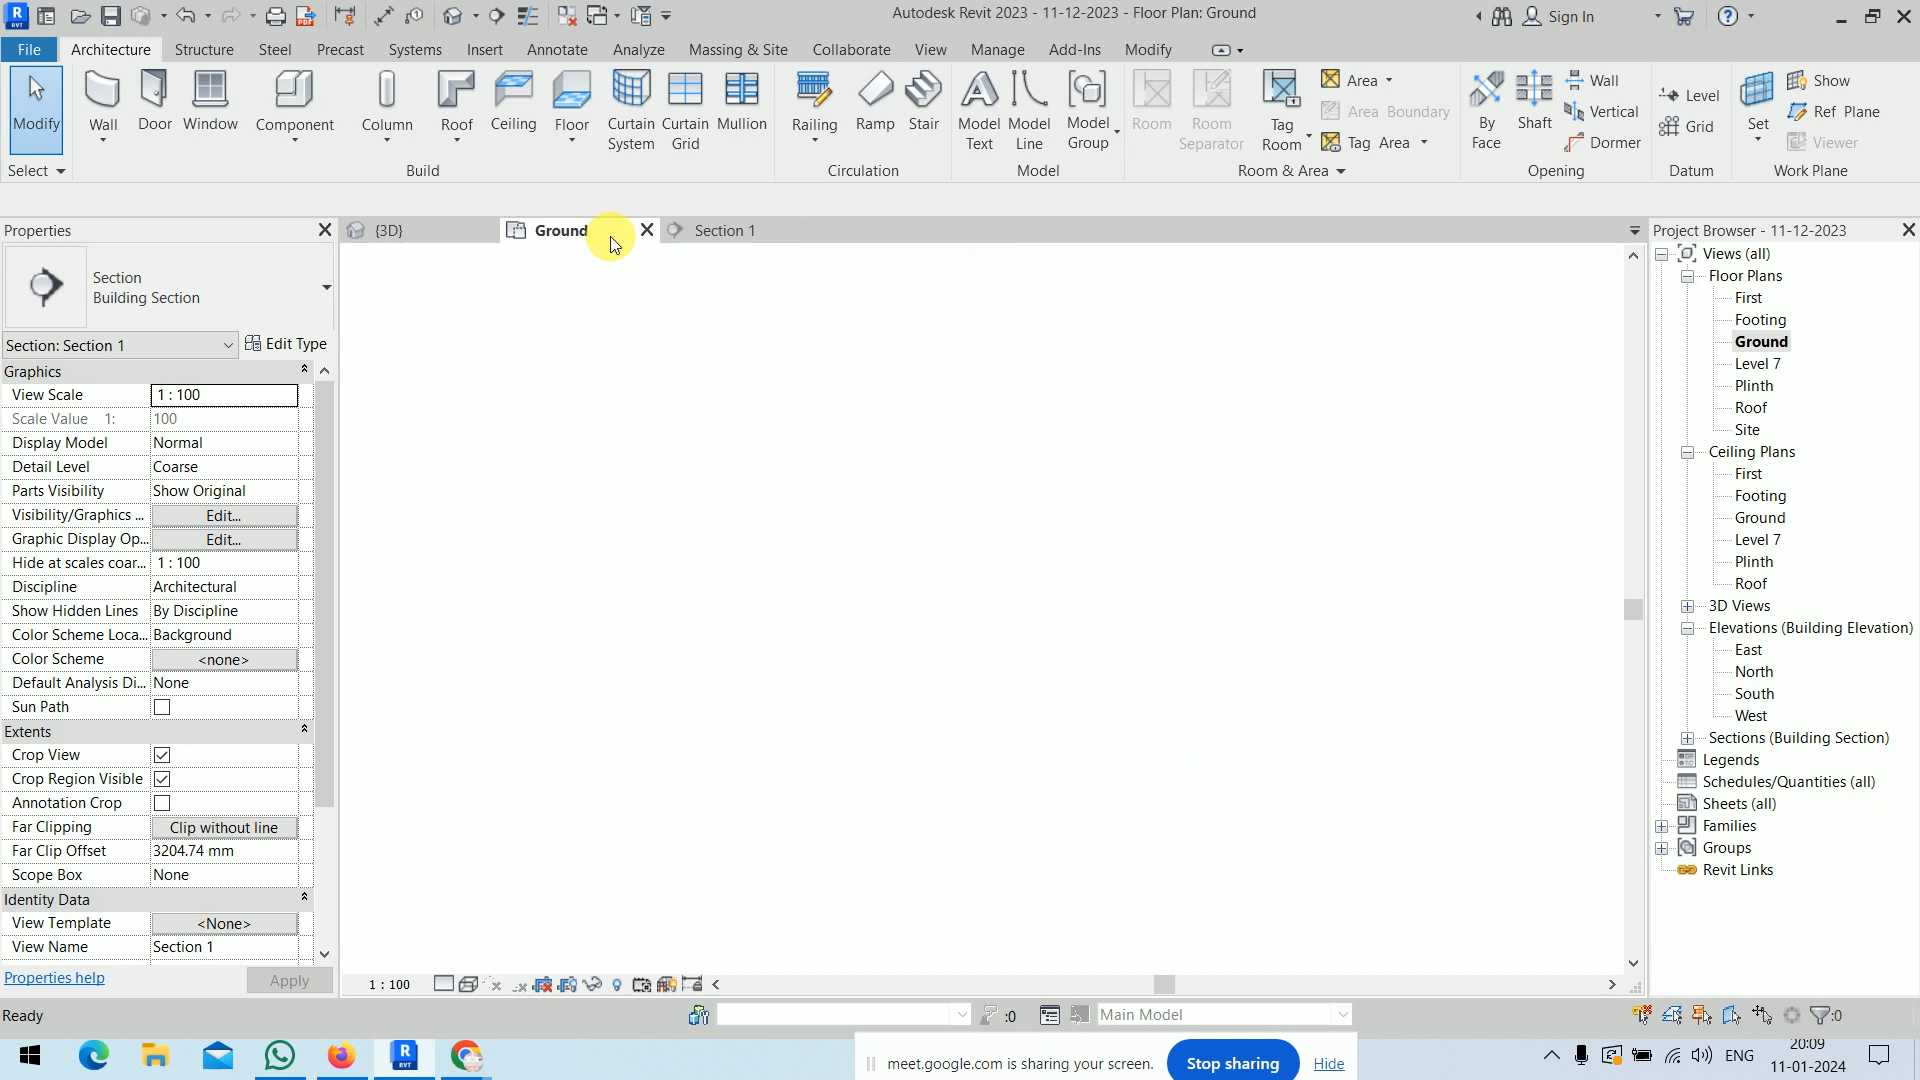 Autodesk Revit 2023 - 11-12-2023 - Floor Plan: Ground
Sign In
File Architecture Structure Steel Precast Systems Insert Annotate Analyze Massing & Site Collaborate View Manage Add-Ins Modify
Modify
Wall
Door
Window
Component
Column
Roof
Ceiling
Floor
Curtain System
Curtain Grid
Mullion
Railing
Ramp
Stair
Model Text
Model Line
Model Group
Room
Room Separator
Tag Room
Area
Area Boundary
Tag Area
By Face
Shaft
Wall
Vertical
Dormer
Level
Grid
Set
Show
Ref Plane
Viewer
Select
Build
Circulation
Model
Room & Area
Opening
Datum
Work Plane
Properties
{3D}
Ground
Section 1
Project Browser - 11-12-2023
Section
Building Section
Section: Section 1
Edit Type
Graphics
View Scale 1 : 100
Scale Value 1: 100
Display Model Normal
Detail Level Coarse
Parts Visibility Show Original
Visibility/Graphics ... Edit...
Graphic Display Op... Edit...
Hide at scales coar... 1 : 100
Discipline Architectural
Show Hidden Lines By Discipline
Color Scheme Loca... Background
Color Scheme <none>
Default Analysis Di... None
Sun Path
Extents
Crop View
Crop Region Visible
Annotation Crop
Far Clipping Clip without line
Far Clip Offset 3204.74 mm
Scope Box None
Identity Data
View Template <None>
View Name Section 1
Properties help
Apply
Views (all)
Floor Plans
First
Footing
Ground
Level 7
Plinth
Roof
Site
Ceiling Plans
First
Footing
Ground
Level 7
Plinth
Roof
3D Views
Elevations (Building Elevation)
East
North
South
West
Sections (Building Section)
Legends
Schedules/Quantities (all)
Sheets (all)
Families
Groups
Revit Links
1 : 100
Ready
:0
Main Model
:0
meet.google.com is sharing your screen.
Stop sharing
Hide
ENG
20:09
11-01-2024